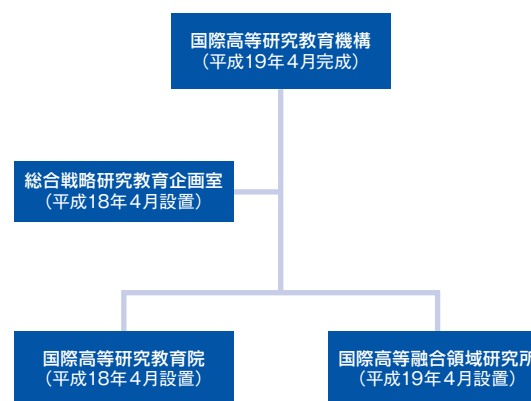 国際高等研究教育機構
（平成19年4月完成）
総合戦略研究教育企画室
（平成18年4月設置）
国際高等研究教育院
（平成18年4月設置）
国際高等融合領域研究所
（平成19年4月設置）